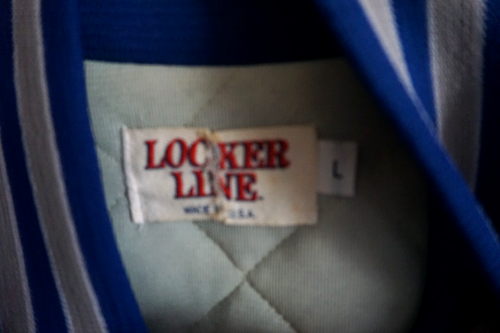 LOCKER
LINE.
MADE IN U.S.A.
L